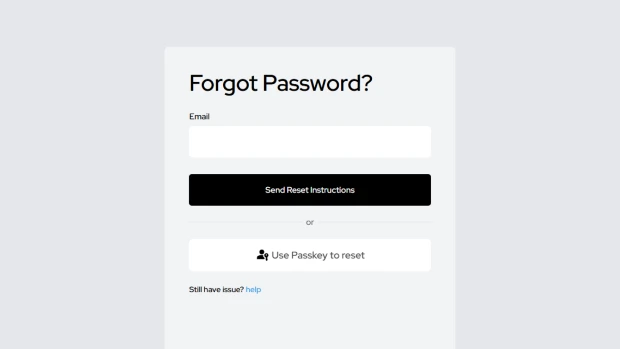 Forgot Password?
Email
Send Reset Instructions
or
Use Passkey to reset
Still have issue? help